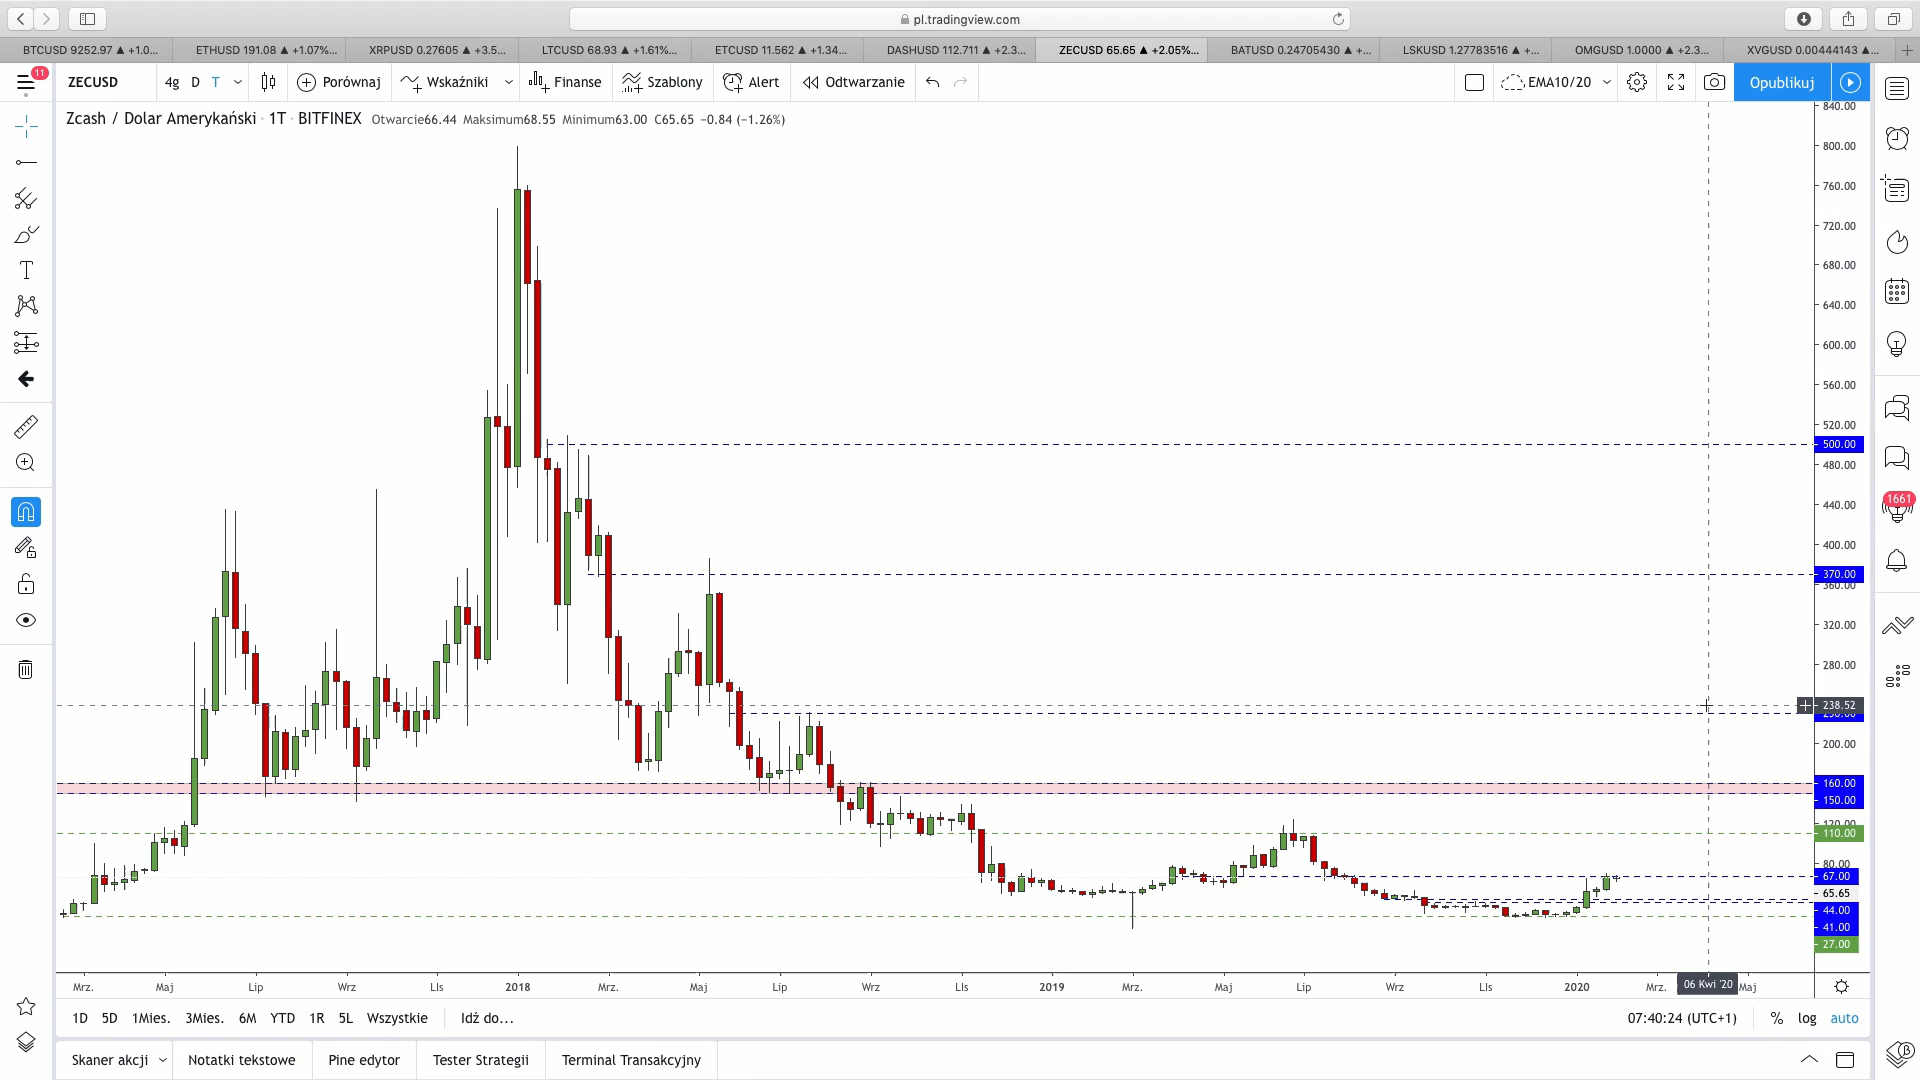 pl.tradingview.com
BTCUSD 9252.97 ▲ +1.0...
ETHUSD 191.08 ▲ +1.07%...
XRPUSD 0.27605 ▲ +3.5...
LTCUSD 68.93 ▲ +1.61%...
ETCUSD 11.562 ▲ +1.34...
DASHUSD 112.711 ▲ +2.3...
ZECUSD 65.65 ▲ +2.05%...
BATUSD 0.24705430 ▲ +...
LSKUSD 1.27783516 ▲ +...
OMGUSD 1.0000 ▲ +2.3...
XVGUSD 0.00444143 ▲...
11
ZECUSD 4g D T Porównaj Wskaźniki Finanse Szablony Alert Odtwarzanie EMA10/20 Opublikuj
Zcash / Dolar Amerykański · 1T · BITFINEX Otwarcie66.44 Maksimum68.55 Minimum63.00 C65.65 −0.84 (−1.26%)
840.00
800.00
760.00
720.00
680.00
640.00
600.00
560.00
520.00
500.00
480.00
440.00
400.00
370.00
360.00
320.00
280.00
238.52
230.00
200.00
160.00
150.00
120.00
110.00
80.00
67.00
65.65
44.00
41.00
27.00
1661
Mrz. Maj Lip Wrz LIs 2018 Mrz. Maj Lip Wrz LIs 2019 Mrz. Maj Lip Wrz LIs 2020 Mrz. 06 Kwi '20 Maj
1D 5D 1Mies. 3Mies. 6M YTD 1R 5L Wszystkie Idź do... 07:40:24 (UTC+1) % log auto
Skaner akcji Notatki tekstowe Pine edytor Tester Strategii Terminal Transakcyjny
β